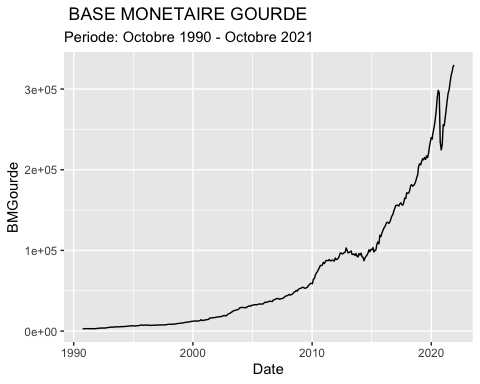 BASE MONETAIRE GOURDE
Periode: Octobre 1990 - Octobre 2021
BMGourde
3e+05
2e+05
1e+05
0e+00
1990 2000 2010 2020
Date